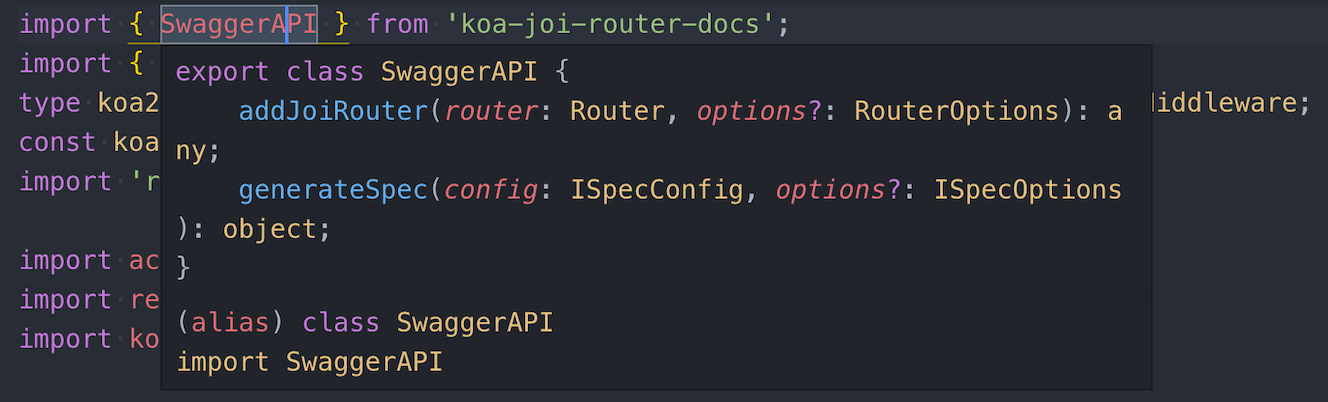 import { SwaggerAPI } from 'koa-joi-router-docs';
import {
type koa2
iddleware;
const koa
import 'r
import ac
import re
import ko
export class SwaggerAPI {
addJoiRouter(router: Router, options?: RouterOptions): a
ny;
generateSpec(config: ISpecConfig, options?: ISpecOptions
): object;
}
(alias) class SwaggerAPI
import SwaggerAPI